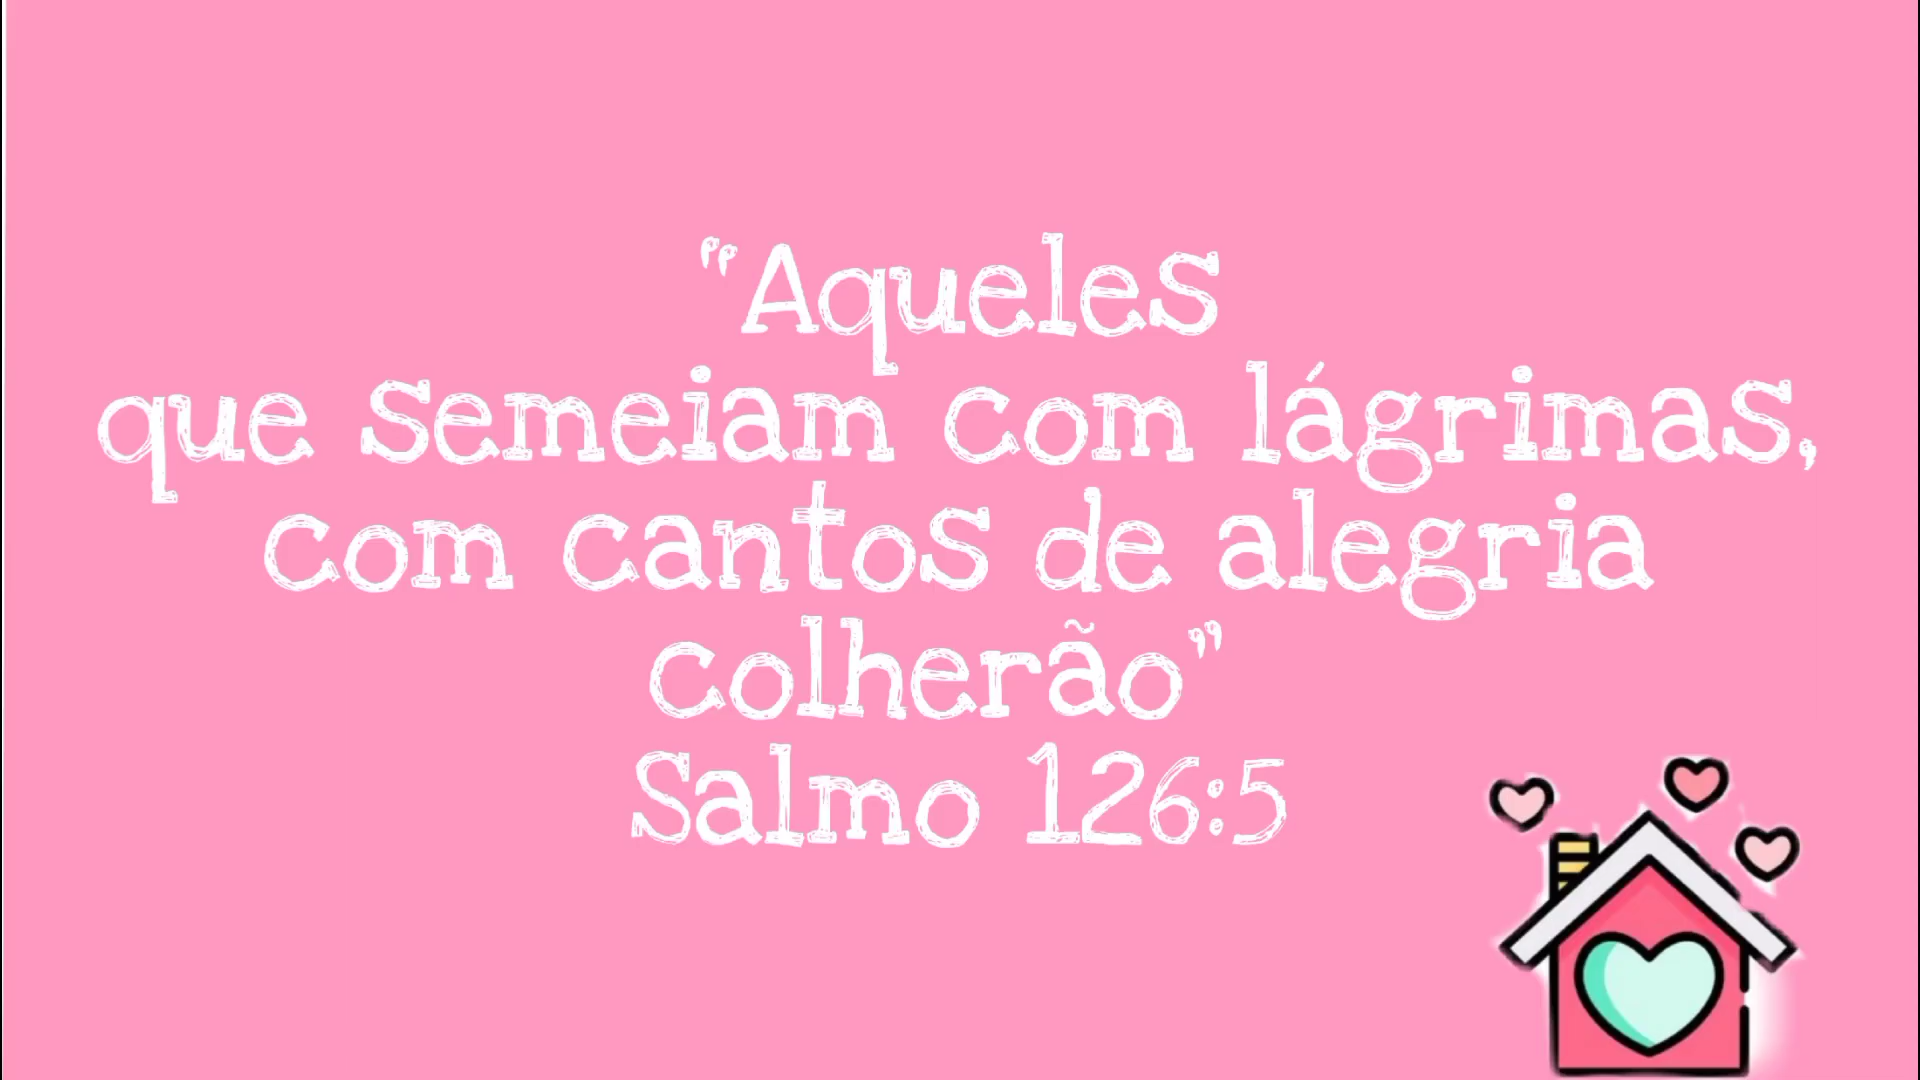 "Aqueles
que semeiam com lágrimas,
com cantos de alegria
colherão”
Salmo 126:5